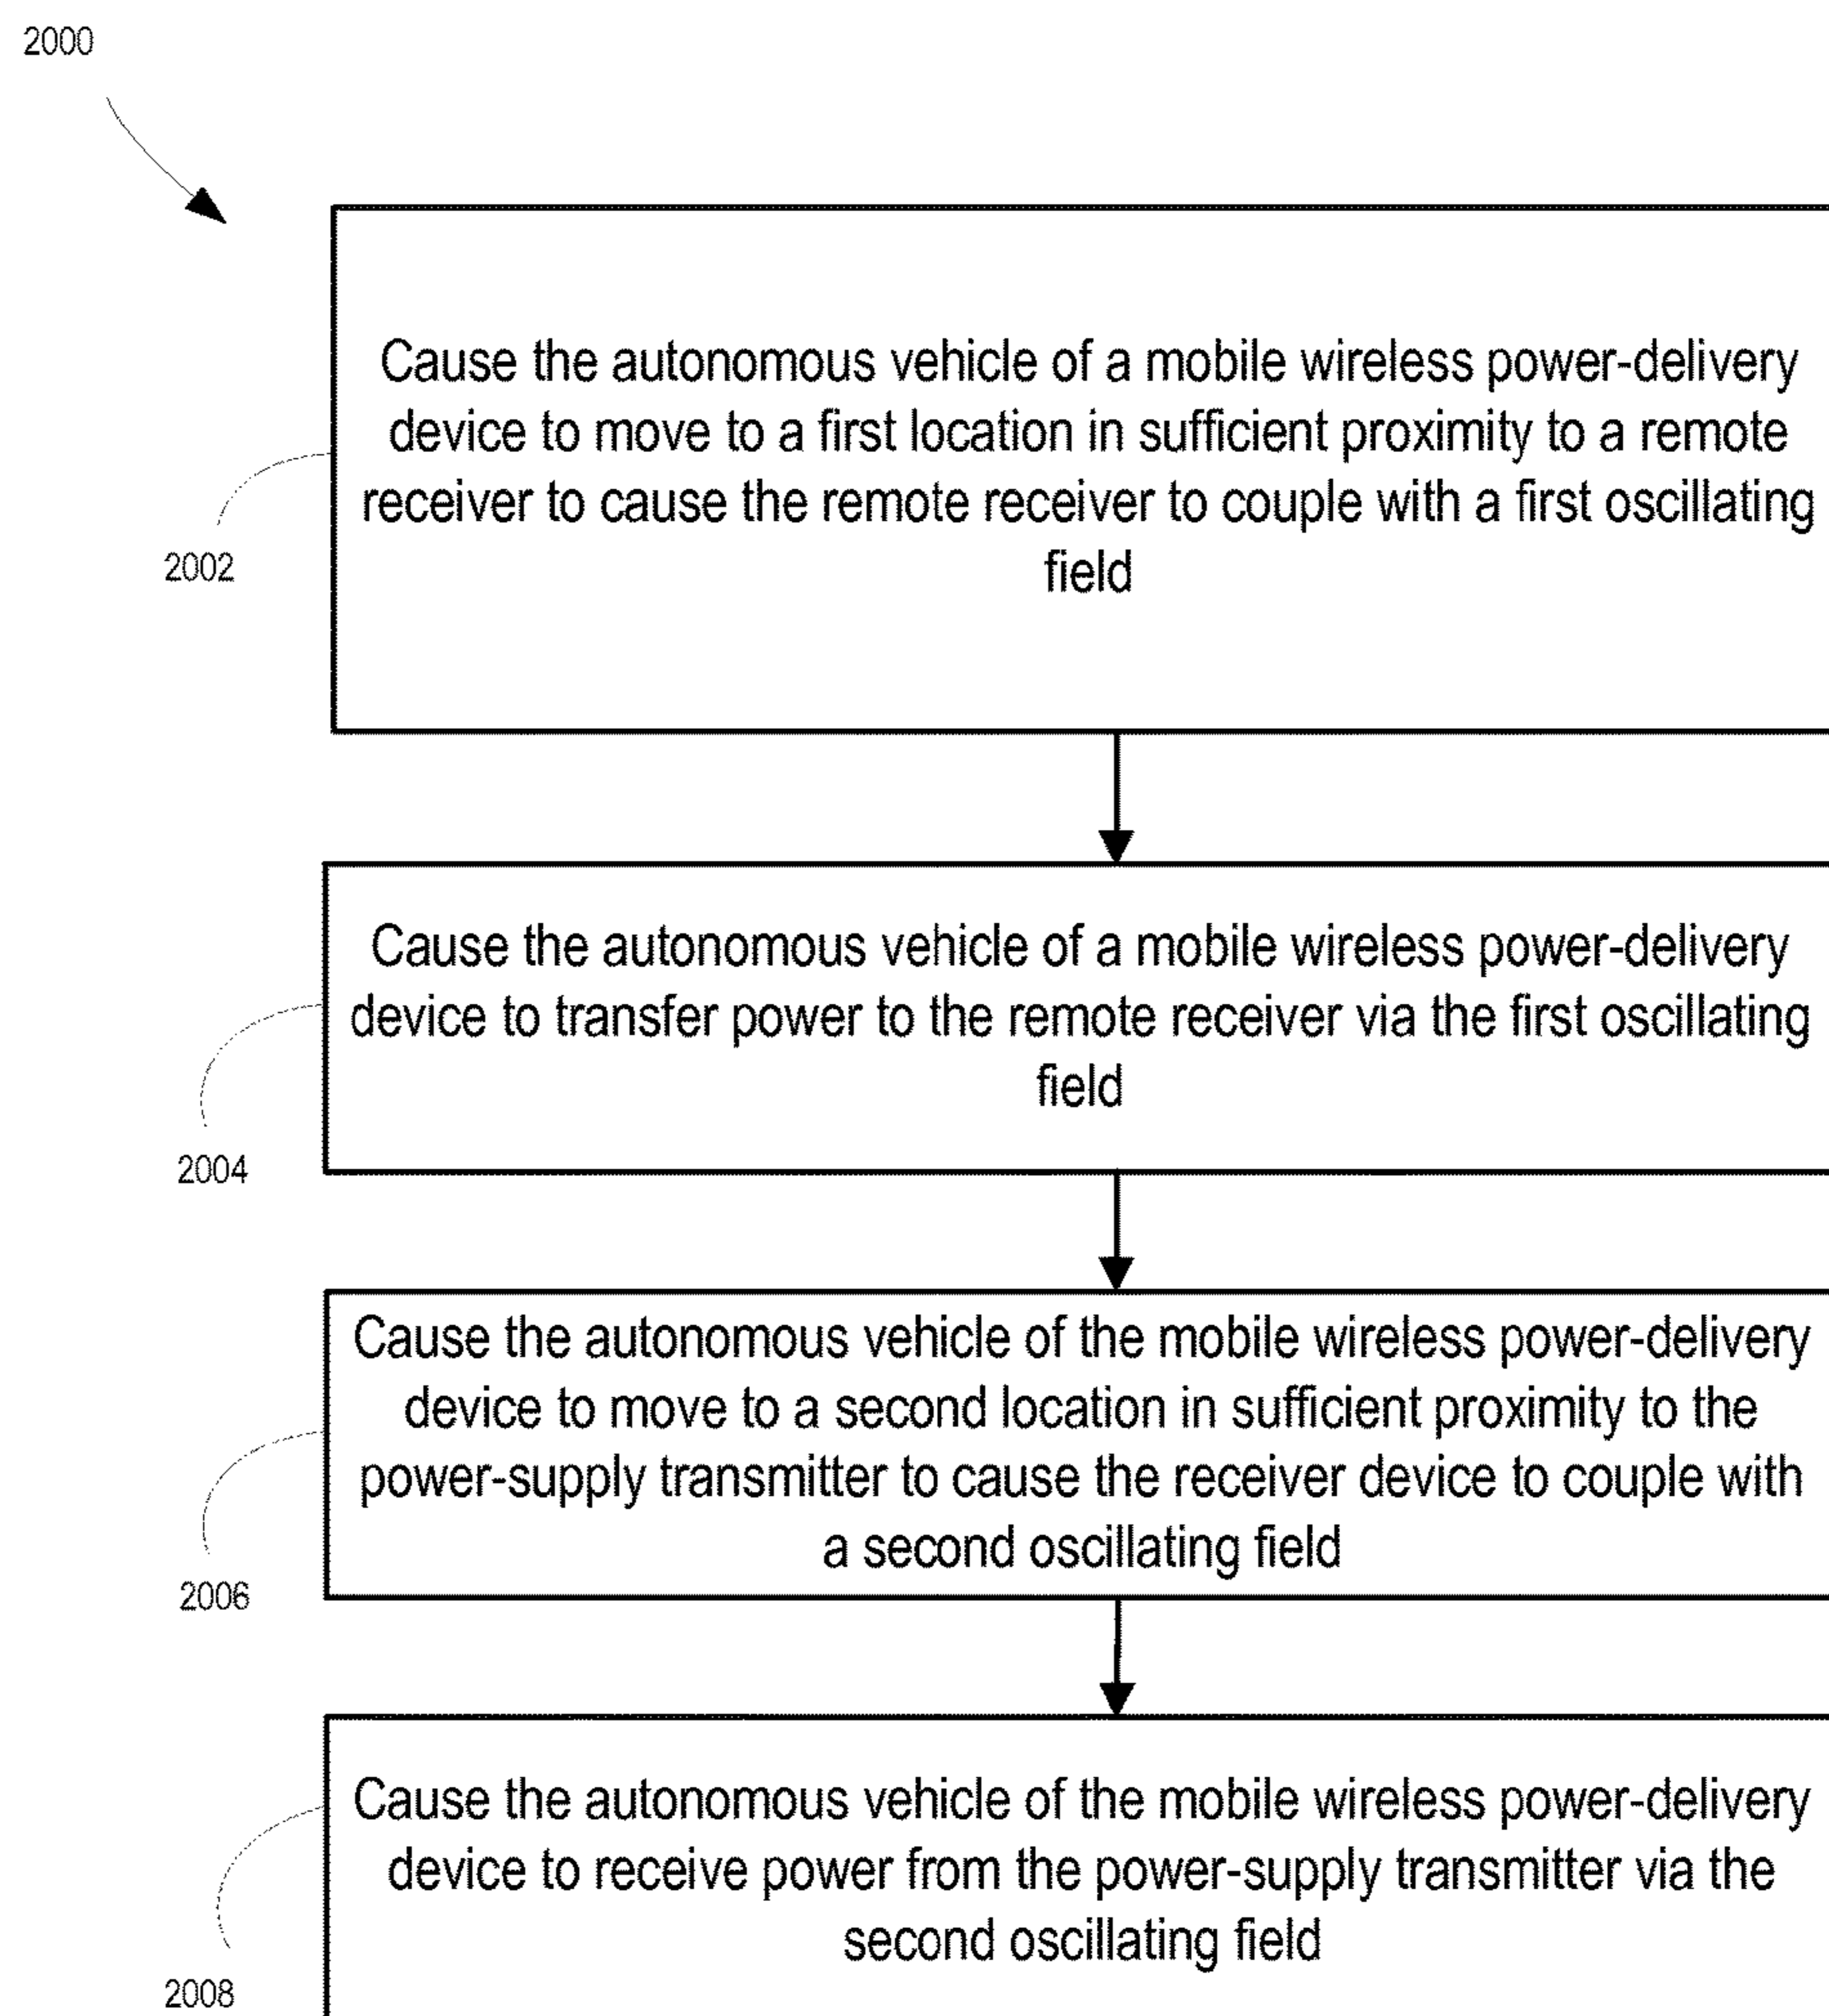 2000
Cause the autonomous vehicle of a mobile wireless power-delivery
device to move to a first location in sufficient proximity to a remote
receiver to cause the remote receiver to couple with a first oscillating
field
2002
Cause the autonomous vehicle of a mobile wireless power-delivery
device to transfer power to the remote receiver via the first oscillating
field
2004
Cause the autonomous vehicle of the mobile wireless power-delivery
device to move to a second location in sufficient proximity to the
power-supply transmitter to cause the receiver device to couple with
a second oscillating field
2006
Cause the autonomous vehicle of the mobile wireless power-delivery
device to receive power from the power-supply transmitter via the
second oscillating field
2008